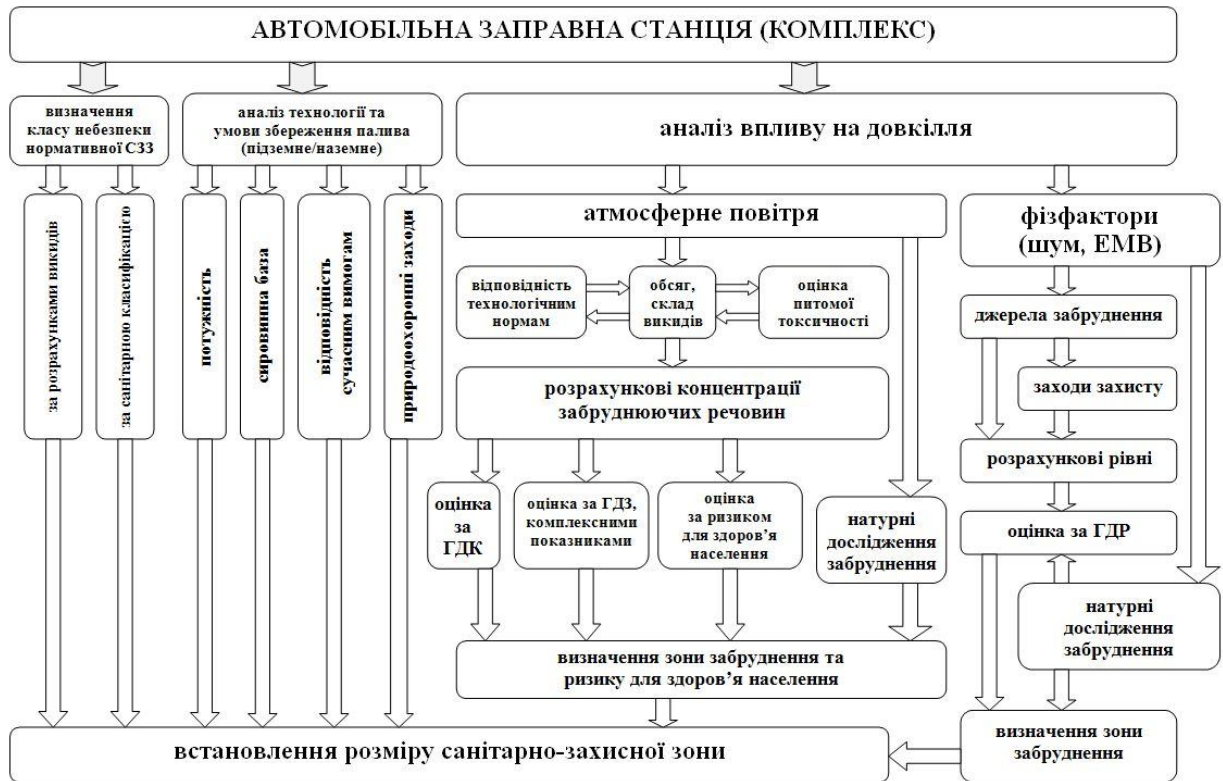 АВТОМОБІЛЬНА ЗАПРАВНА СТАНЦІЯ (КОМПЛЕКС)
визначення
класу небезпеки
нормативної СЗЗ
аналіз технології та
умови збереження палива
(підземне/наземне)
аналіз впливу на довкілля
за розрахунками викидів
за санітарною класифікацією
потужність
сировинна база
відповідність
сучасним вимогам
природоохоронні заходи
атмосферне повітря
фізфактори
(шум, ЕМВ)
відповідність
технологічним
нормам
обсяг,
склад
викидів
оцінка
питомої
токсичності
джерела забруднення
розрахункові концентрації
забруднюючих речовин
заходи захисту
розрахункові рівні
оцінка
за
ГДК
оцінка за ГДЗ,
комплексними
показниками
оцінка
за ризиком
для здоров’я
населення
натурні
дослідження
забруднення
оцінка за ГДР
натурні
дослідження
забруднення
визначення зони забруднення та
ризику для здоров’я населення
встановлення розміру санітарно-захисної зони
визначення зони
забруднення